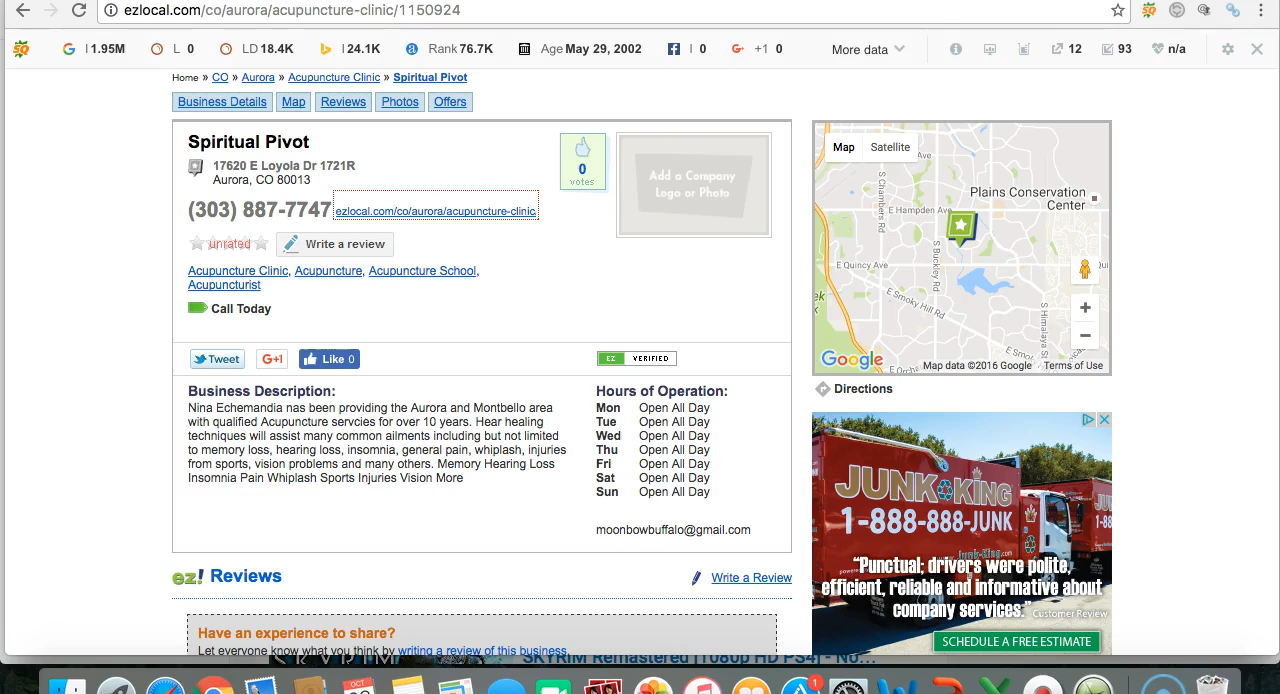 ezlocal.com/co/aurora/acupuncture-clinic/1150924
I 1.95M L 0 LD 18.4K I 24.1K Rank 76.7K Age May 29, 2002 I 0 +1 0 More data 12 93 n/a
Home » CO » Aurora » Acupuncture Clinic » Spiritual Pivot
Business Details Map Reviews Photos Offers
Spiritual Pivot
17620 E Loyola Dr 1721R
Aurora, CO 80013
(303) 887-7747 ezlocal.com/co/aurora/acupuncture-clinic
unrated Write a review
Acupuncture Clinic, Acupuncture, Acupuncture School,
Acupuncturist
Call Today
0
votes
Add a Company
Logo or Photo
Tweet G+1 Like 0
EZ VERIFIED
Business Description:
Nina Echemandia has been providing the Aurora and Montbello area
with qualified Acupuncture servcies for over 10 years. Hear healing
techniques will assist many common ailments including but not limited
to memory loss, hearing loss, insomnia, general pain, whiplash, injuries
from sports, vision problems and many others. Memory Hearing Loss
Insomnia Pain Whiplash Sports Injuries Vision More
Hours of Operation:
Mon Open All Day
Tue Open All Day
Wed Open All Day
Thu Open All Day
Fri Open All Day
Sat Open All Day
Sun Open All Day
moonbowbuffalo@gmail.com
ez! Reviews
Write a Review
Have an experience to share?
Let everyone know what you think by writing a review of this business.
Map Satellite
Ave
S Chambers Rd
Plains Conservation
Center
E Hampden Ave
E Quincy Ave
Qui
S Buckley Rd
E Smoky Hill Rd
S Himalaya St
ek
E Smo
E Orch
Google
Map data ©2016 Google Terms of Use
Directions
JUNK KING
1-888-888-JUNK
Junk-King.com
"Punctual; drivers were polite,
efficient, reliable and informative about
company services."
Customer Review
SCHEDULE A FREE ESTIMATE
SKYRIM Remastered [1080p HD PS4] - No...
OCT
1